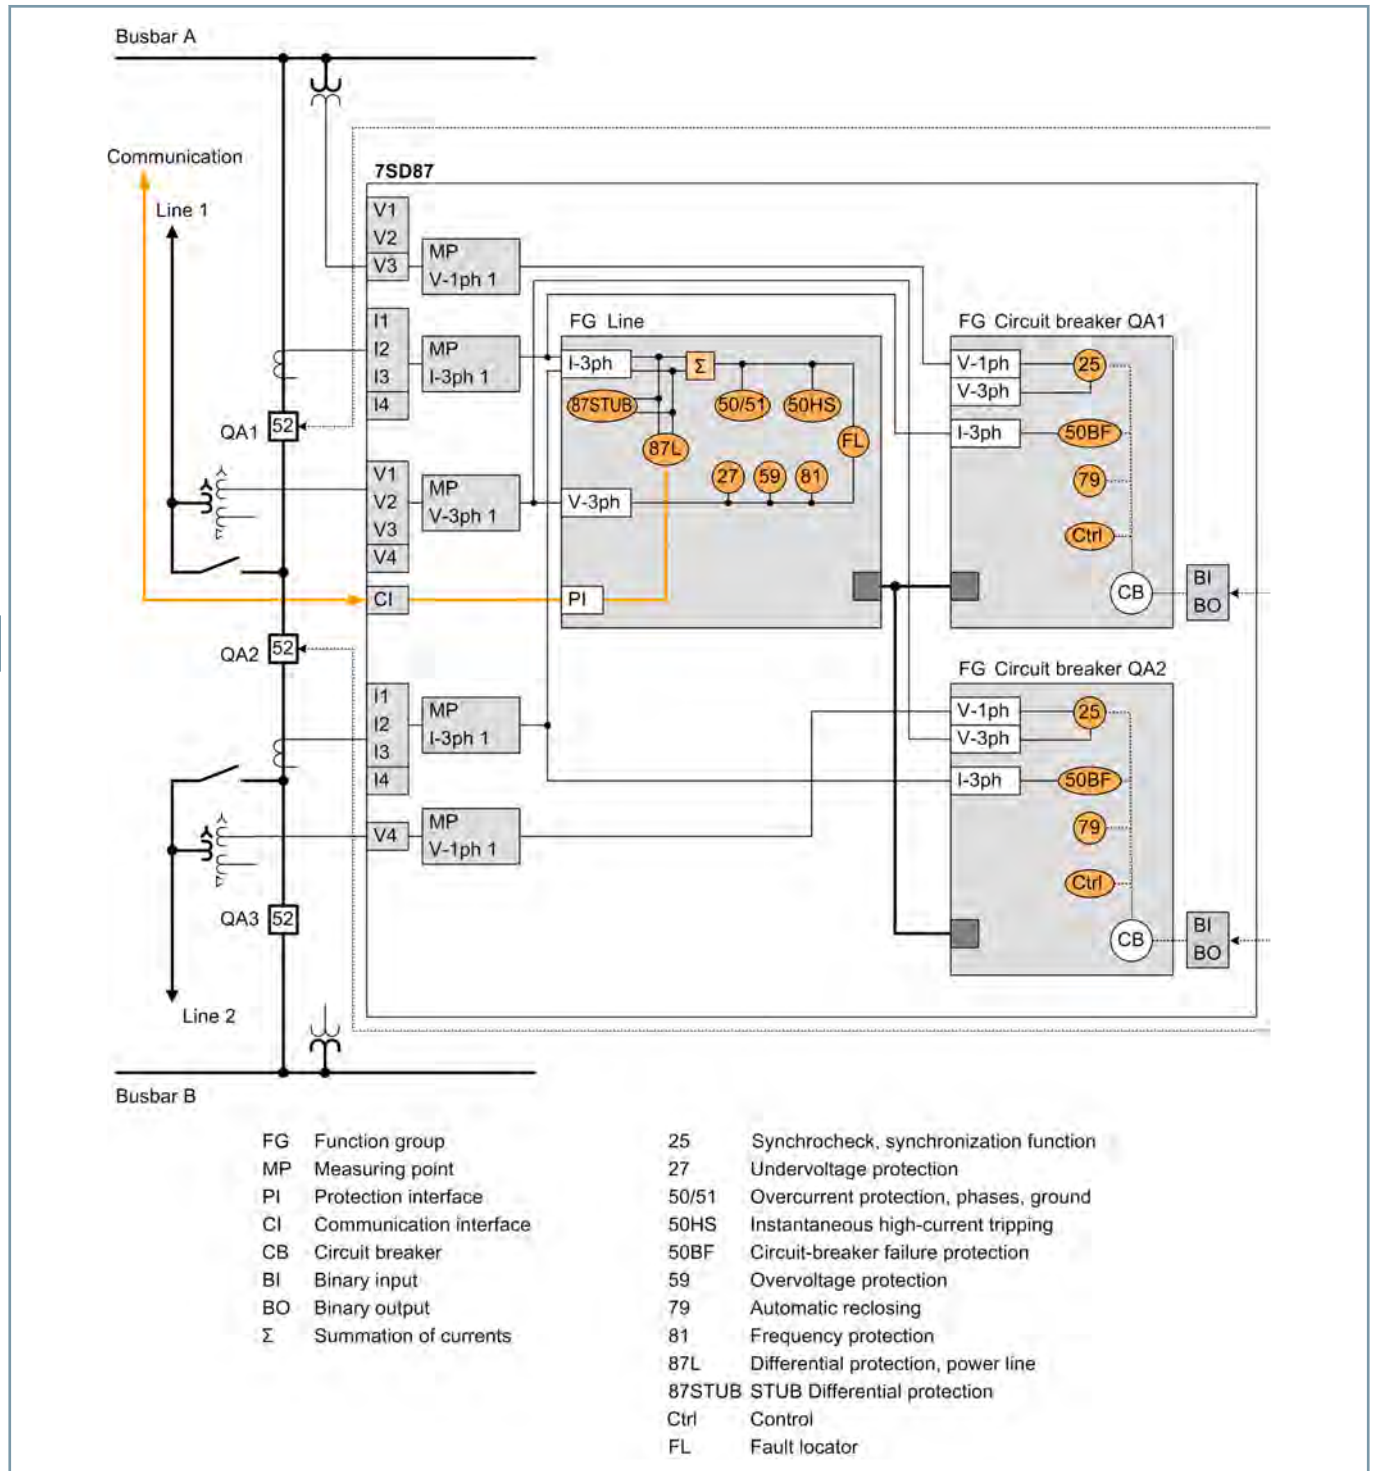 Busbar A
Communication
Line 1
7SD87
V1
V2
V3
MP
V-1ph 1
I1
I2
I3
I4
MP
I-3ph 1
QA1
52
V1
V2
V3
V4
MP
V-3ph 1
CI
FG Line
I-3ph
Σ
87STUB
50/51
50HS
87L
FL
27
59
81
V-3ph
PI
FG Circuit breaker QA1
V-1ph
25
V-3ph
I-3ph
50BF
79
Ctrl
CB
BI
BO
QA2
52
I1
I2
I3
I4
MP
I-3ph 1
V4
MP
V-1ph 1
FG Circuit breaker QA2
V-1ph
25
V-3ph
I-3ph
50BF
79
Ctrl
CB
BI
BO
QA3
52
Line 2
Busbar B
FG Function group
MP Measuring point
PI Protection interface
CI Communication interface
CB Circuit breaker
BI Binary input
BO Binary output
Σ Summation of currents
25 Synchrocheck, synchronization function
27 Undervoltage protection
50/51 Overcurrent protection, phases, ground
50HS Instantaneous high-current tripping
50BF Circuit-breaker failure protection
59 Overvoltage protection
79 Automatic reclosing
81 Frequency protection
87L Differential protection, power line
87STUB STUB Differential protection
Ctrl Control
FL Fault locator